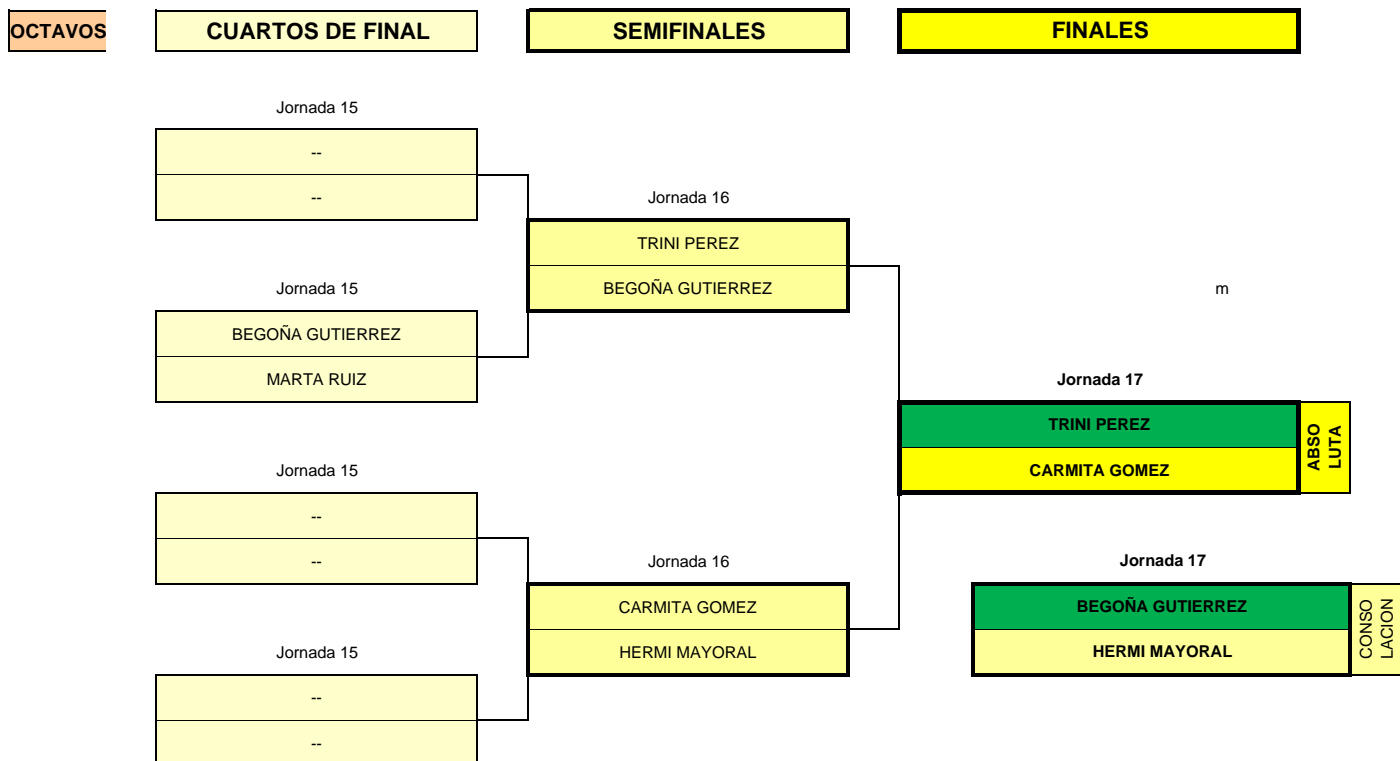 OCTAVOS
CUARTOS DE FINAL
SEMIFINALES
FINALES
Jornada 15
--
--
Jornada 16
TRINI PEREZ
BEGOÑA GUTIERREZ
Jornada 15
m
BEGOÑA GUTIERREZ
MARTA RUIZ
Jornada 17
TRINI PEREZ
CARMITA GOMEZ
ABSO
LUTA
Jornada 15
--
--
Jornada 16
CARMITA GOMEZ
HERMI MAYORAL
Jornada 17
BEGOÑA GUTIERREZ
HERMI MAYORAL
CONSO
LACION
Jornada 15
--
--